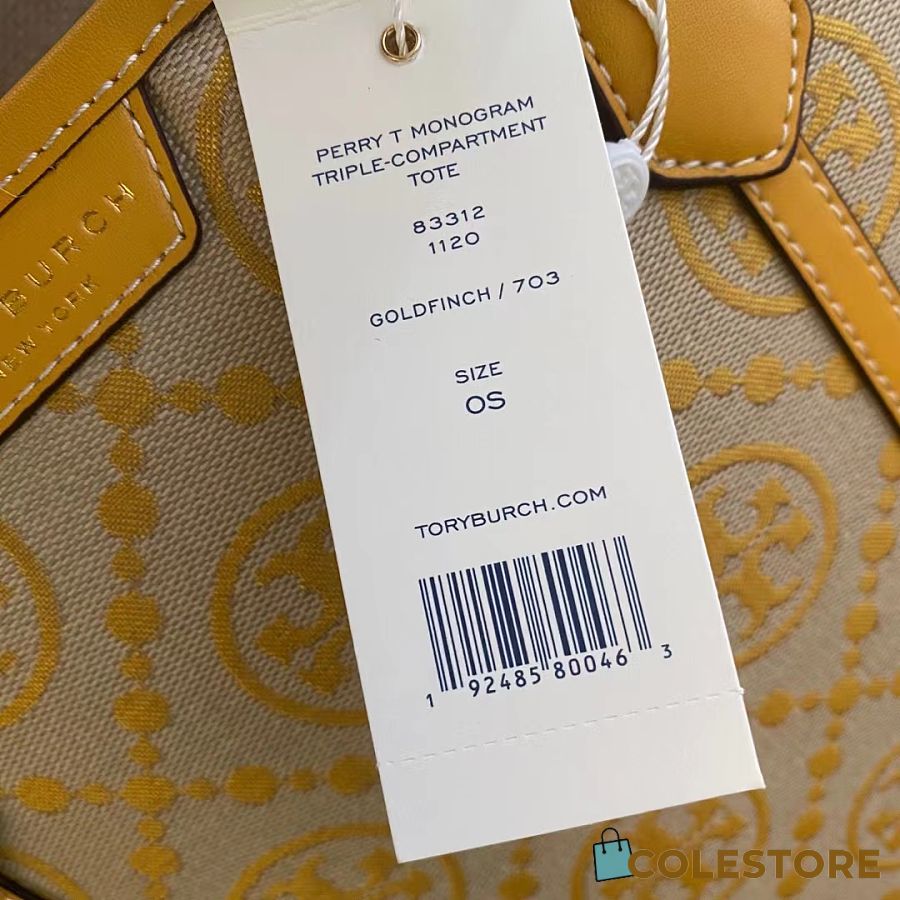 BURCH
NEW YORK
PERRY T MONOGRAM
TRIPLE-COMPARTMENT
TOTE
83312
1120
GOLDFINCH / 703
SIZE
OS
TORYBURCH.COM
1 92485 80046 3
COLESTORE